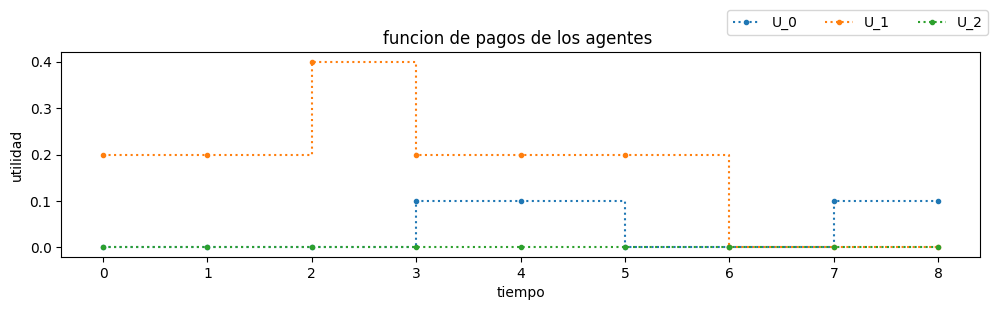 U_0 U_1 U_2
funcion de pagos de los agentes
utilidad
0.4
0.3
0.2
0.1
0.0
0 1 2 3 4 5 6 7 8
tiempo